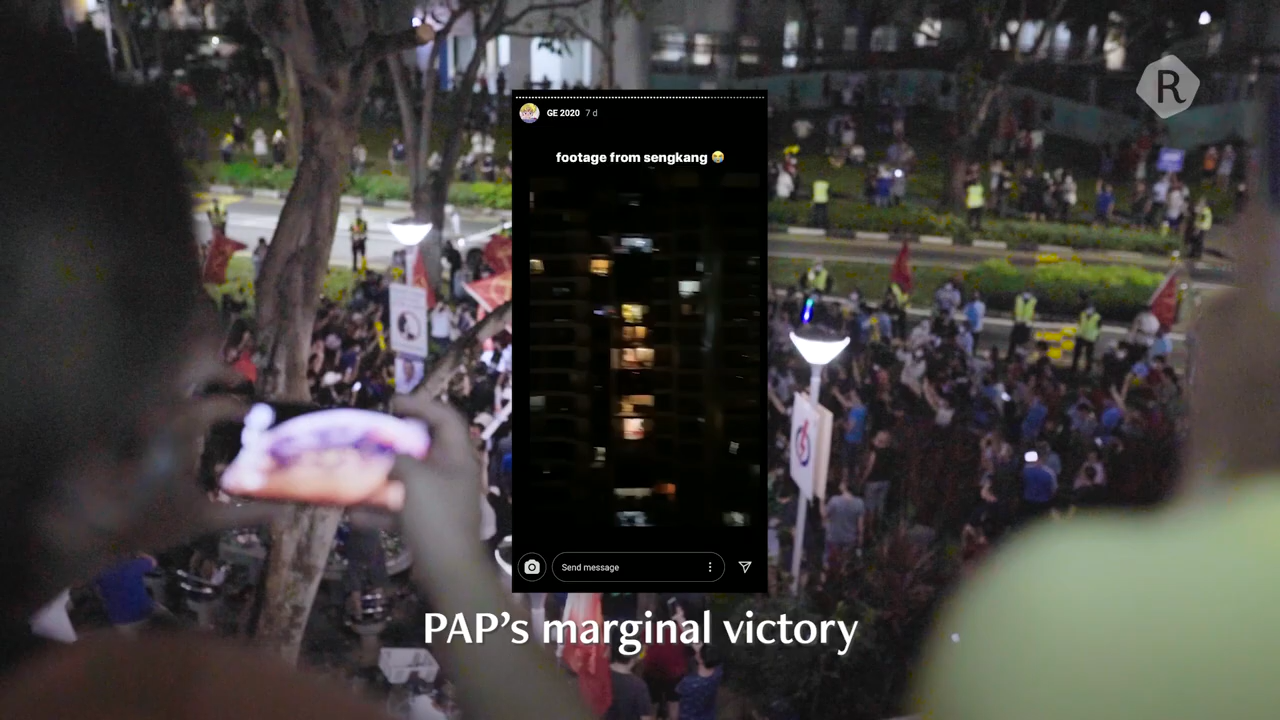 R
GE 2020 7 d
footage from sengkang 😭
Send message
PAP's marginal victory